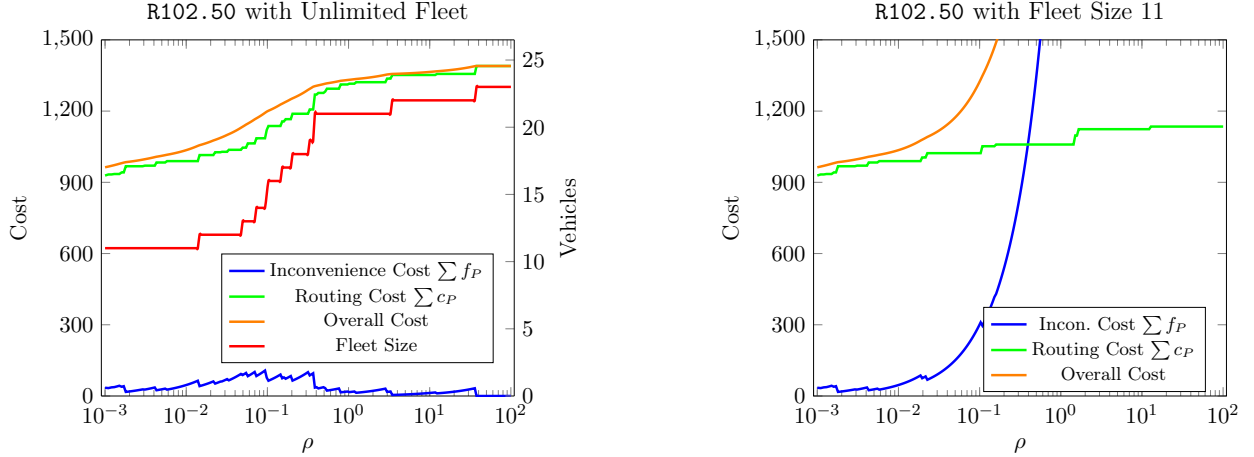 R102.50 with Unlimited Fleet
1,500
1,200
900
600
300
0
Cost
25
20
15
10
5
0
Vehicles
Inconvenience Cost ∑ f_P
Routing Cost ∑ c_P
Overall Cost
Fleet Size
10^−3 10^−2 10^−1 10^0 10^1 10^2
ρ
R102.50 with Fleet Size 11
1,500
1,200
900
600
300
0
Cost
Incon. Cost ∑ f_P
Routing Cost ∑ c_P
Overall Cost
10^−3 10^−2 10^−1 10^0 10^1 10^2
ρ